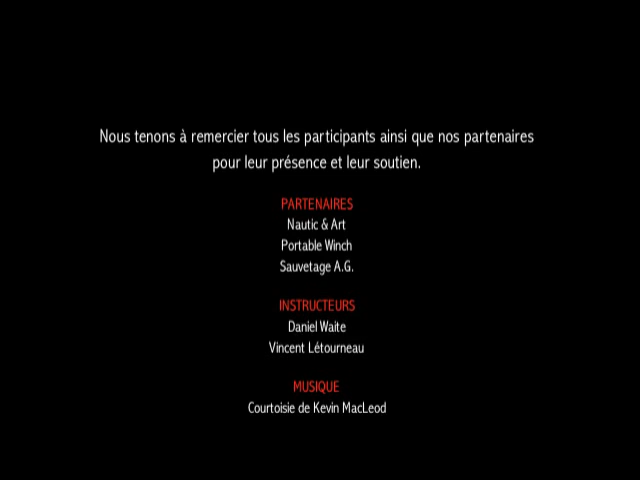 Nous tenons à remercier tous les participants ainsi que nos partenaires
pour leur présence et leur soutien.
PARTENAIRES
Nautic & Art
Portable Winch
Sauvetage A.G.
INSTRUCTEURS
Daniel Waite
Vincent Létourneau
MUSIQUE
Courtoisie de Kevin MacLeod